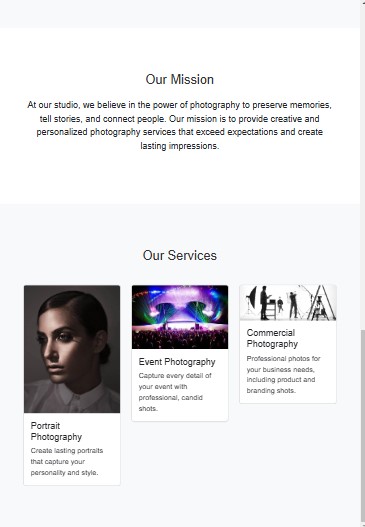 Our Mission
At our studio, we believe in the power of photography to preserve memories,
tell stories, and connect people. Our mission is to provide creative and
personalized photography services that exceed expectations and create
lasting impressions.
Our Services
Portrait
Photography
Create lasting portraits
that capture your
personality and style.
Event Photography
Capture every detail of
your event with
professional, candid
shots.
Commercial
Photography
Professional photos for
your business needs,
including product and
branding shots.